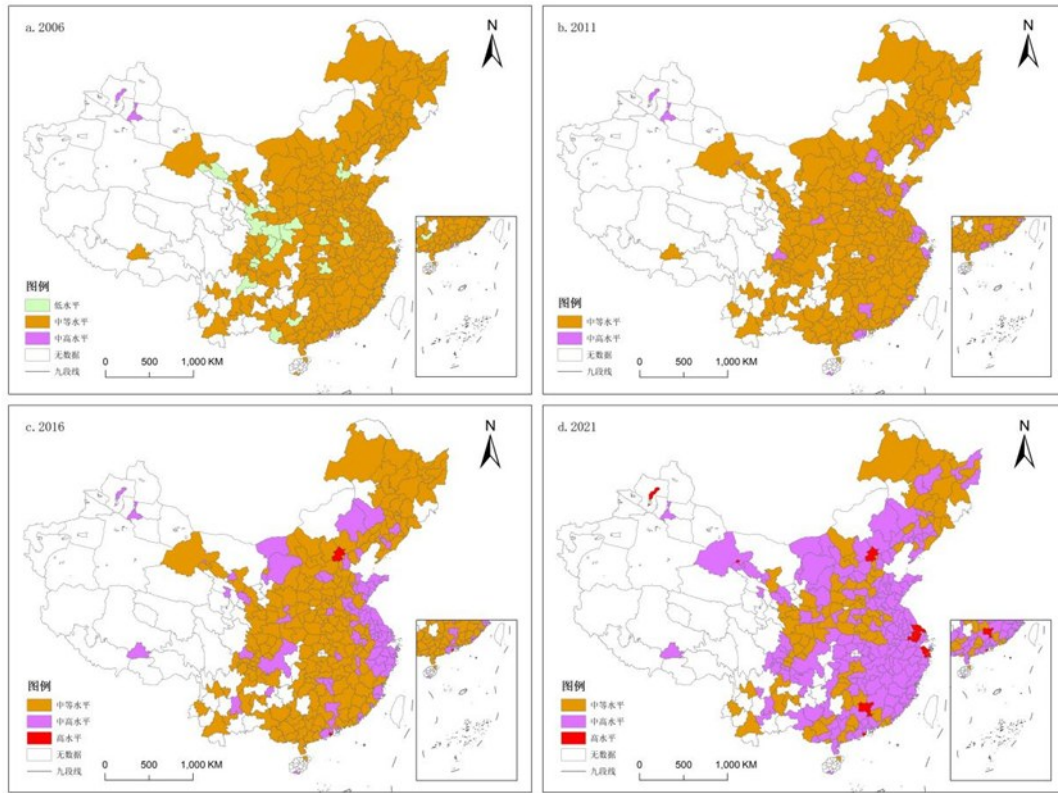 a. 2006
N
图例
低水平
中等水平
中高水平
无数据
九段线
0 500 1,000 KM
b. 2011
N
图例
中等水平
中高水平
无数据
九段线
0 500 1,000 KM
c. 2016
N
图例
中等水平
中高水平
高水平
无数据
九段线
0 500 1,000 KM
d. 2021
N
图例
中等水平
中高水平
高水平
无数据
九段线
0 500 1,000 KM